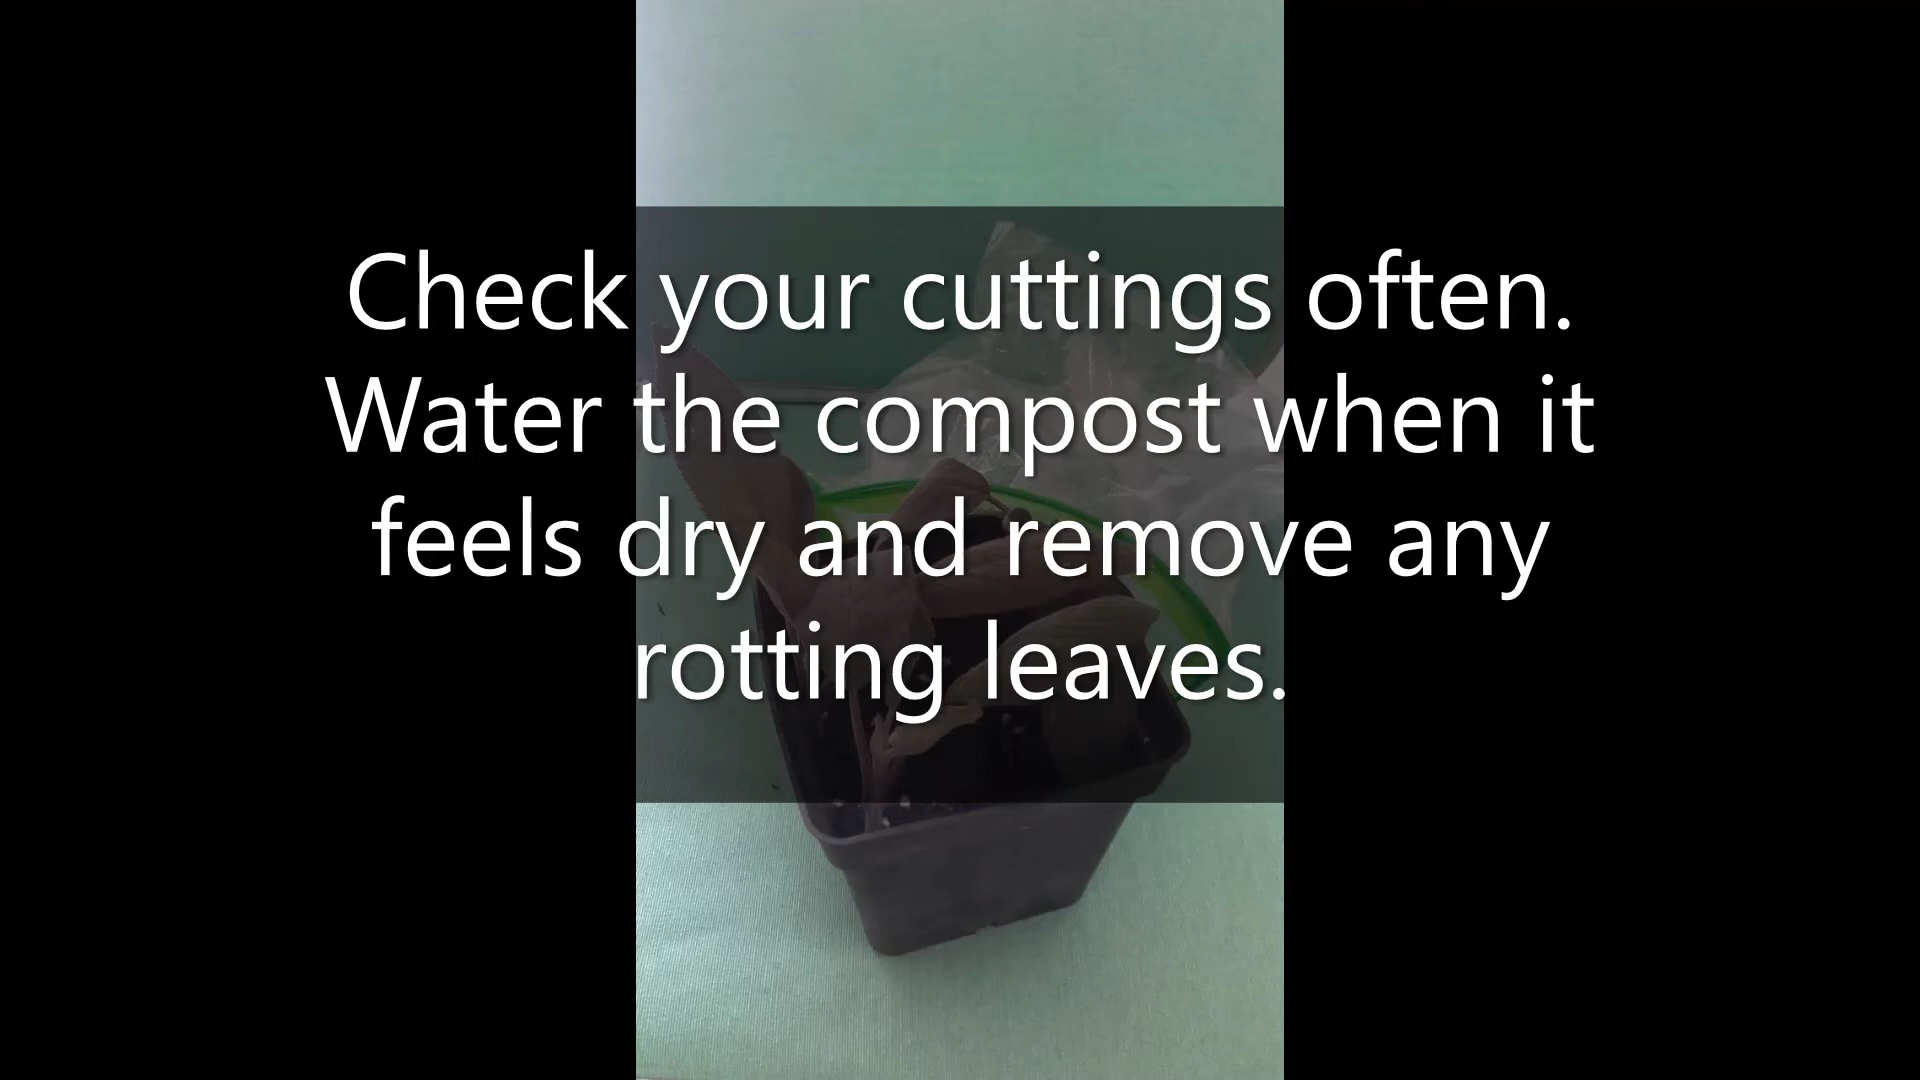 Check your cuttings often.
Water the compost when it
feels dry and remove any
rotting leaves.